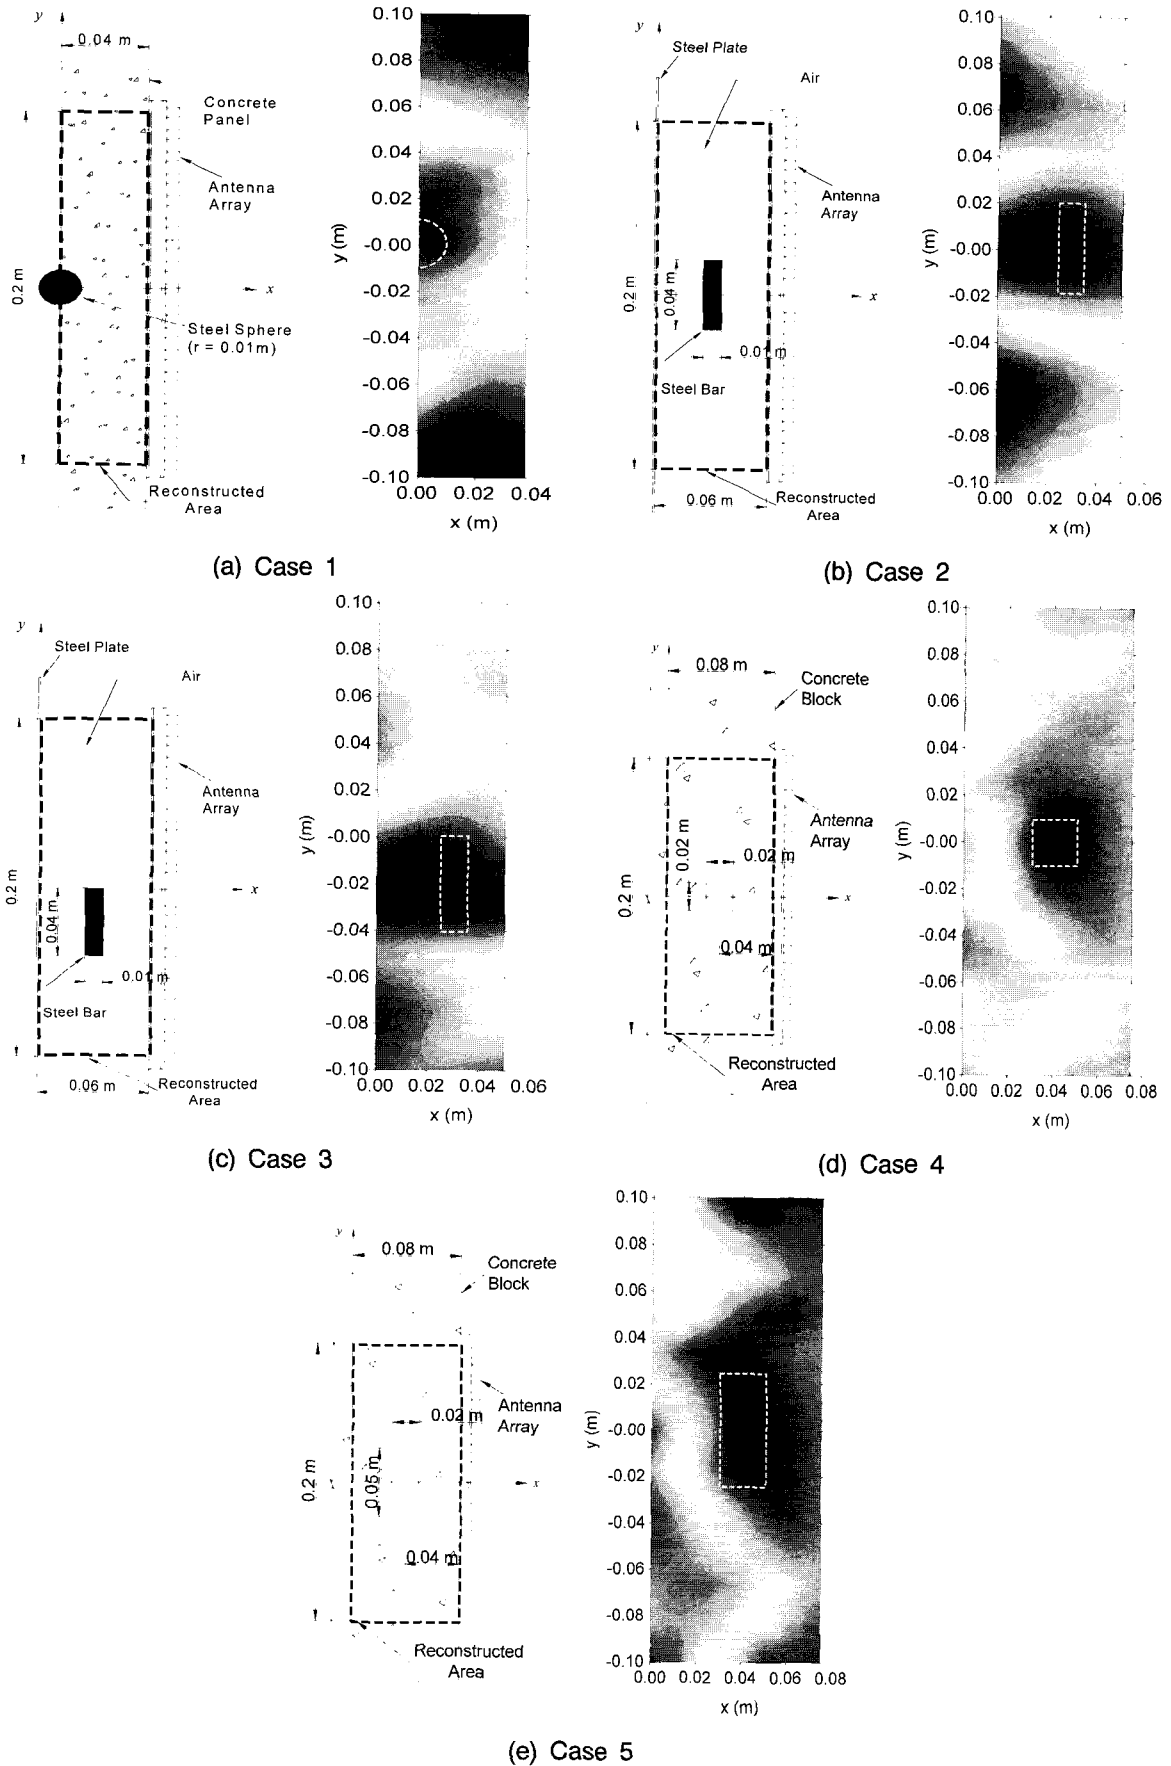 y
0.04 m
Concrete
Panel
Antenna
Array
0.2 m
x
Steel Sphere
(r = 0.01m)
Reconstructed
Area
0.10
0.08
0.06
0.04
0.02
-0.00
-0.02
-0.04
-0.06
-0.08
-0.10
y (m)
0.00 0.02 0.04
x (m)
(a) Case 1
y
Steel Plate
Air
Antenna
Array
0.2 m
0.04 m
x
0.01 m
Steel Bar
0.06 m
Reconstructed
Area
0.10
0.08
0.06
0.04
0.02
-0.00
-0.02
-0.04
-0.06
-0.08
-0.10
y (m)
0.00 0.02 0.04 0.06
x (m)
(b) Case 2
y
Steel Plate
Air
Antenna
Array
0.2 m
0.04 m
x
0.01 m
Steel Bar
0.06 m
Reconstructed
Area
0.10
0.08
0.06
0.04
0.02
-0.00
-0.02
-0.04
-0.06
-0.08
-0.10
y (m)
0.00 0.02 0.04 0.06
x (m)
(c) Case 3
y
0.08 m
Concrete
Block
Antenna
Array
0.02 m
0.02 m
0.2 m
x
0.04 m
Reconstructed
Area
0.10
0.08
0.06
0.04
0.02
-0.00
-0.02
-0.04
-0.06
-0.08
-0.10
y (m)
0.00 0.02 0.04 0.06 0.08
x (m)
(d) Case 4
y
0.08 m
Concrete
Block
Antenna
Array
0.02 m
0.2 m
0.05 m
x
0.04 m
Reconstructed
Area
0.10
0.08
0.06
0.04
0.02
-0.00
-0.02
-0.04
-0.06
-0.08
-0.10
y (m)
0.00 0.02 0.04 0.06 0.08
x (m)
(e) Case 5